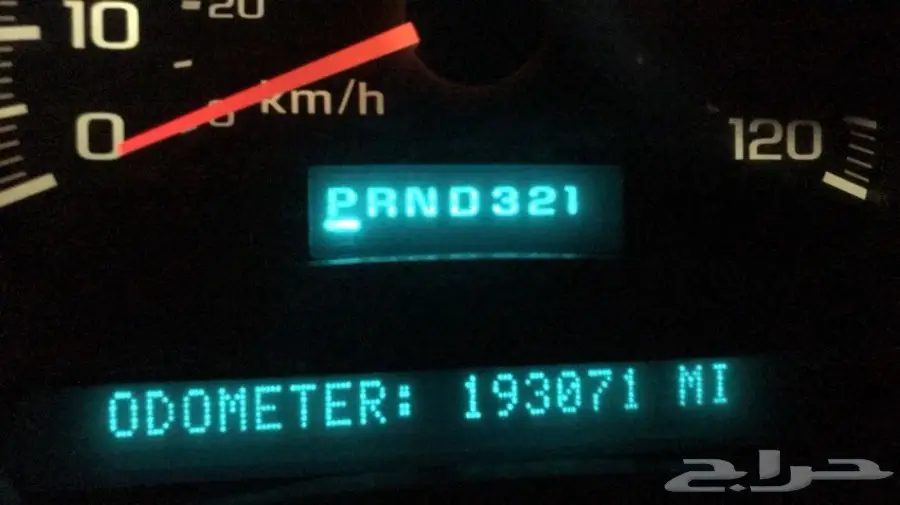 20
10
km/h
0
120
PRND321
ODOMETER: 193071 MI
حراج